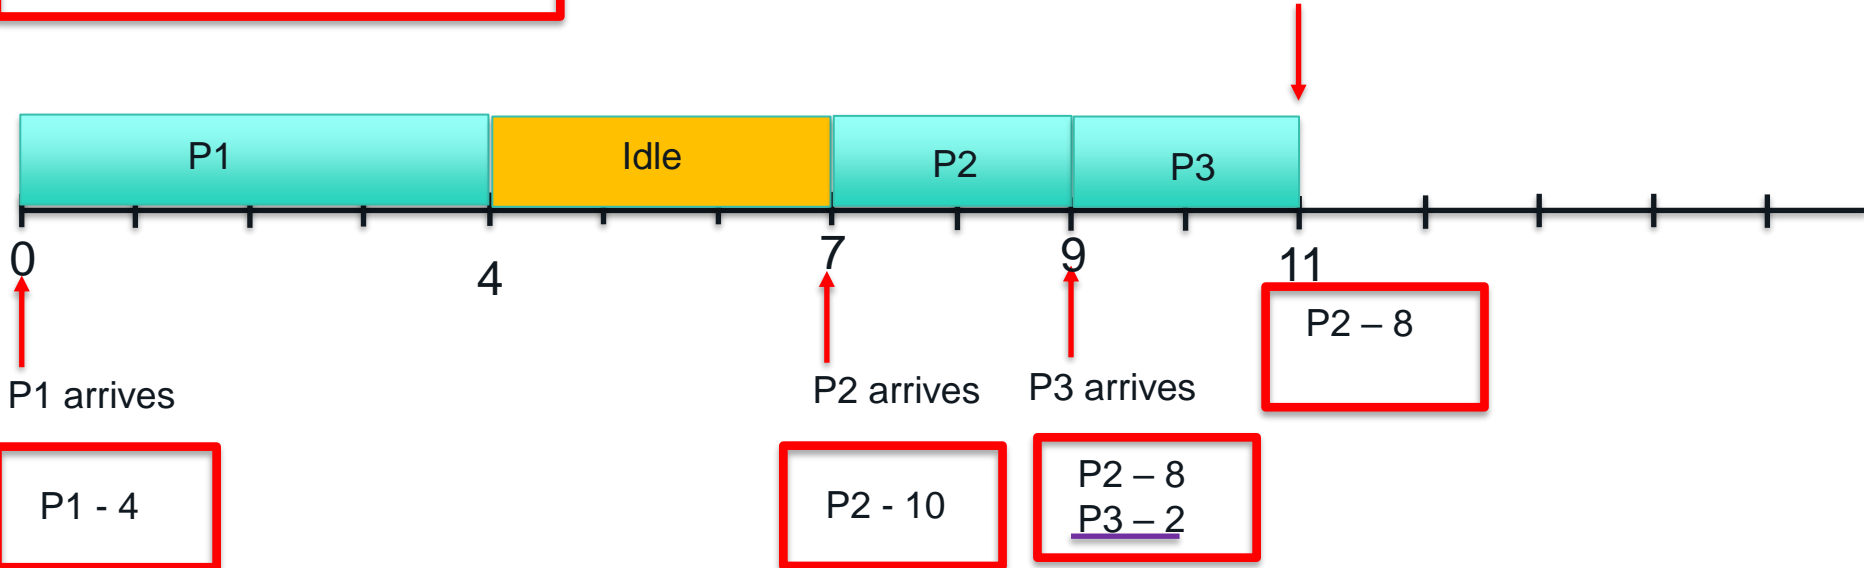 P1
Idle
P2
P3
0
4
7
9
11
P2 – 8
P1 arrives
P2 arrives
P3 arrives
P1 - 4
P2 - 10
P2 – 8
P3 – 2